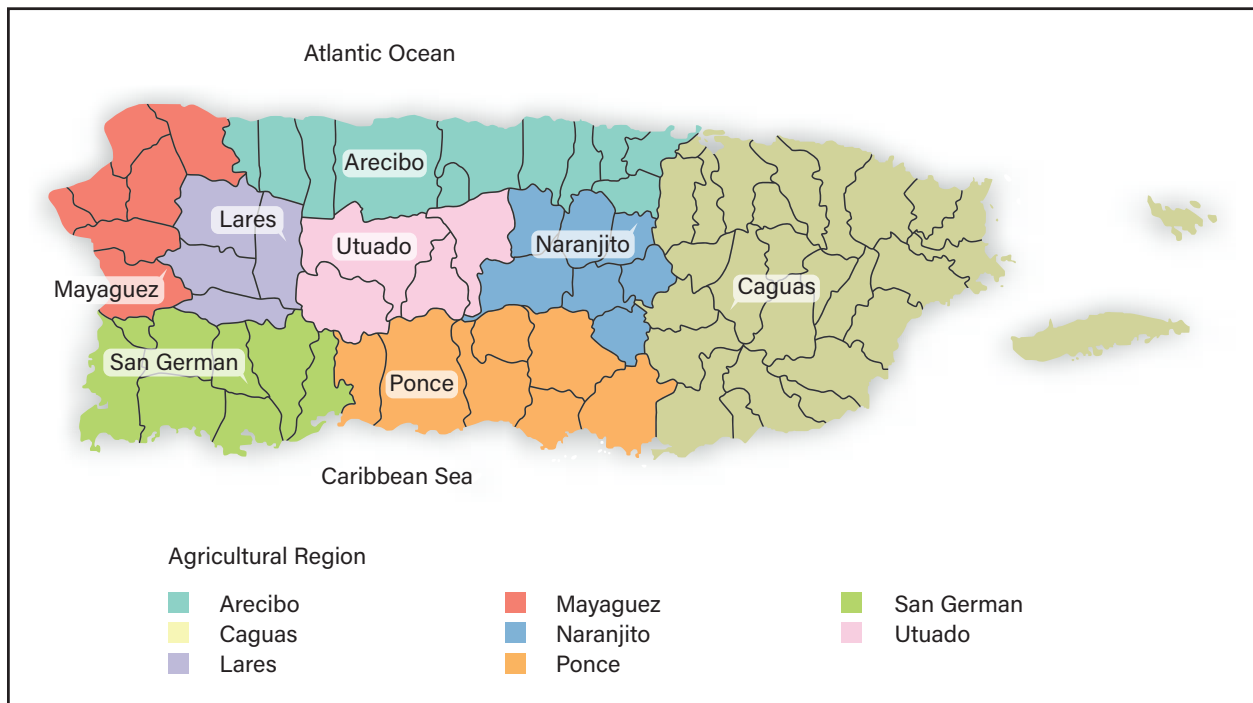 Atlantic Ocean
Arecibo
Lares
Utuado
Naranjito
Mayaguez
Caguas
San German
Ponce
Caribbean Sea
Agricultural Region
Arecibo
Caguas
Lares
Mayaguez
Naranjito
Ponce
San German
Utuado